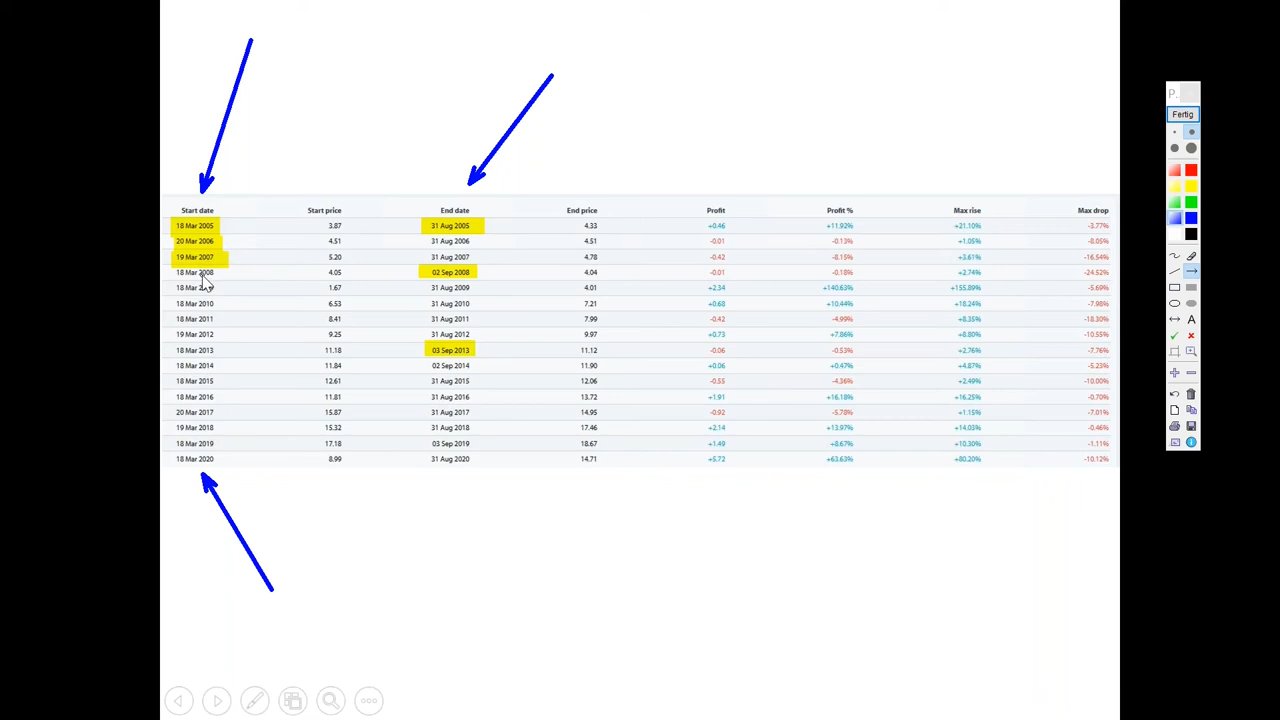 P.
Fertig
Start date Start price End date End price Profit Profit % Max rise Max drop
18 Mar 2005 3.87 31 Aug 2005 4.33 +0.46 +11.92% +21.10% -3.77%
20 Mar 2006 4.51 31 Aug 2006 4.51 -0.01 -0.13% +1.05% -8.05%
19 Mar 2007 5.20 31 Aug 2007 4.78 -0.42 -8.15% +3.61% -16.54%
18 Mar 2008 4.05 02 Sep 2008 4.04 -0.01 -0.18% +2.74% -24.52%
18 Mar 1.67 31 Aug 2009 4.01 +2.34 +140.63% +155.89% -5.69%
18 Mar 2010 6.53 31 Aug 2010 7.21 +0.68 +10.44% +18.24% -7.98%
18 Mar 2011 8.41 31 Aug 2011 7.99 -0.42 -4.99% +8.35% -18.30%
19 Mar 2012 9.25 31 Aug 2012 9.97 +0.73 +7.86% +8.80% -10.55%
18 Mar 2013 11.18 03 Sep 2013 11.12 -0.06 -0.53% +2.76% -7.76%
18 Mar 2014 11.84 02 Sep 2014 11.90 +0.06 +0.47% +4.87% -5.23%
18 Mar 2015 12.61 31 Aug 2015 12.06 -0.55 -4.36% +2.49% -10.00%
18 Mar 2016 11.81 31 Aug 2016 13.72 +1.91 +16.18% +16.25% -0.70%
20 Mar 2017 15.87 31 Aug 2017 14.95 -0.92 -5.78% +1.15% -7.01%
19 Mar 2018 15.32 31 Aug 2018 17.46 +2.14 +13.97% +14.03% -0.46%
18 Mar 2019 17.18 03 Sep 2019 18.67 +1.49 +8.67% +10.30% -1.11%
18 Mar 2020 8.99 31 Aug 2020 14.71 +5.72 +63.63% +80.20% -10.12%